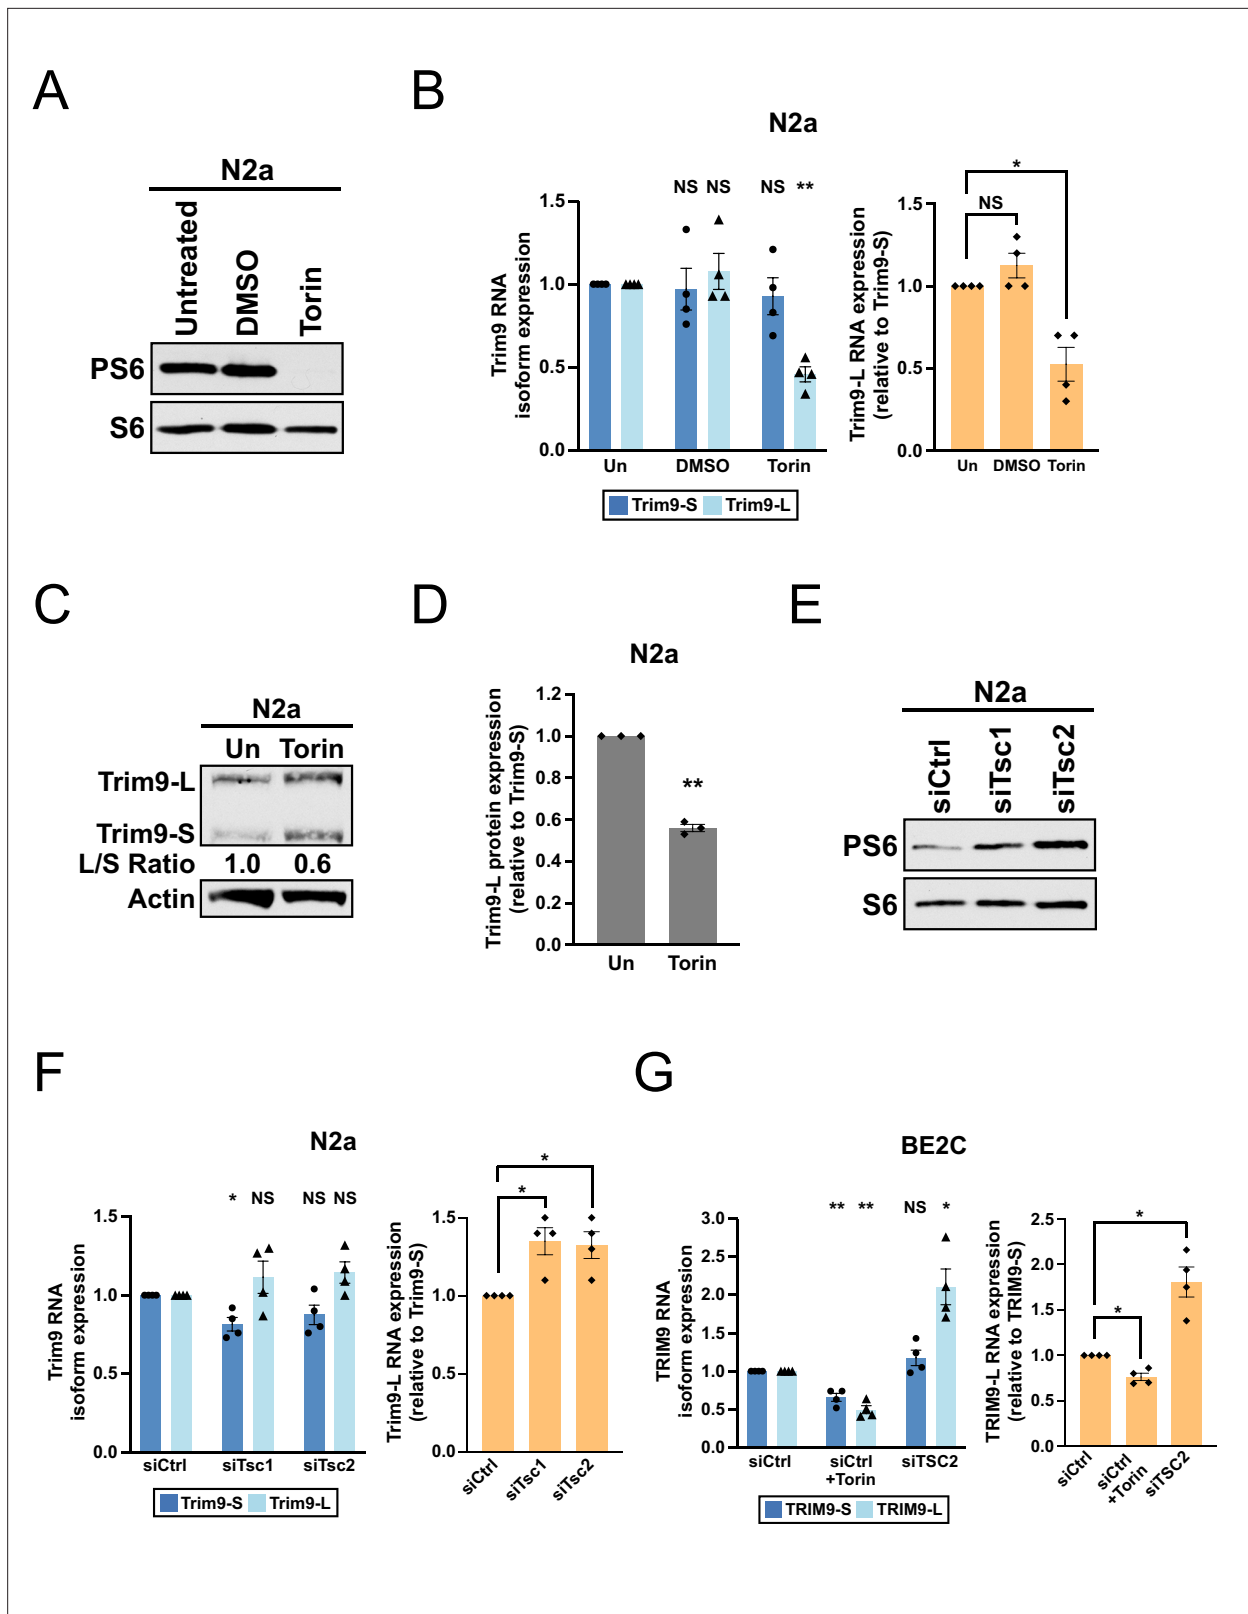 A
N2a
Untreated
DMSO
Torin
PS6
S6
B
N2a
Trim9 RNA
isoform expression
1.5
1.0
0.5
0.0
NS NS NS **
Un DMSO Torin
Trim9-S Trim9-L
Trim9-L RNA expression
(relative to Trim9-S)
1.5
1.0
0.5
0.0
*
NS
Un DMSO Torin
C
N2a
Un Torin
Trim9-L
Trim9-S
L/S Ratio 1.0 0.6
Actin
D
N2a
Trim9-L protein expression
(relative to Trim9-S)
1.2
1.0
0.8
0.6
0.4
0.2
0.0
**
Un Torin
E
N2a
siCtrl
siTsc1
siTsc2
PS6
S6
F
N2a
Trim9 RNA
isoform expression
1.5
1.0
0.5
0.0
* NS NS NS
siCtrl siTsc1 siTsc2
Trim9-S Trim9-L
Trim9-L RNA expression
(relative to Trim9-S)
1.5
1.0
0.5
0.0
*
*
siCtrl
siTsc1
siTsc2
G
BE2C
TRIM9 RNA
isoform expression
3.0
2.5
2.0
1.5
1.0
0.5
0.0
** ** NS *
siCtrl siCtrl siTSC2
+Torin
TRIM9-S TRIM9-L
TRIM9-L RNA expression
(relative to TRIM9-S)
2.5
2.0
1.5
1.0
0.5
0.0
*
*
siCtrl
siCtrl
+Torin
siTSC2